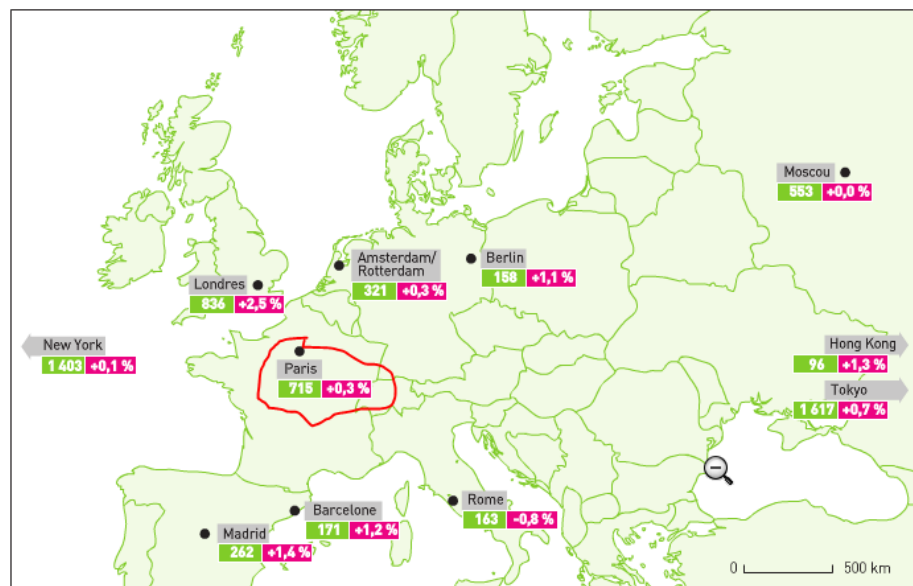 Moscou
553 +0,0 %
Amsterdam/
Rotterdam
321 +0,3 %
Berlin
158 +1,1 %
Londres
836 +2,5 %
New York
1 403 +0,1 %
Paris
715 +0,3 %
Hong Kong
96 +1,3 %
Tokyo
1 617 +0,7 %
Rome
163 -0,8 %
Barcelone
171 +1,2 %
Madrid
262 +1,4 %
0 500 km